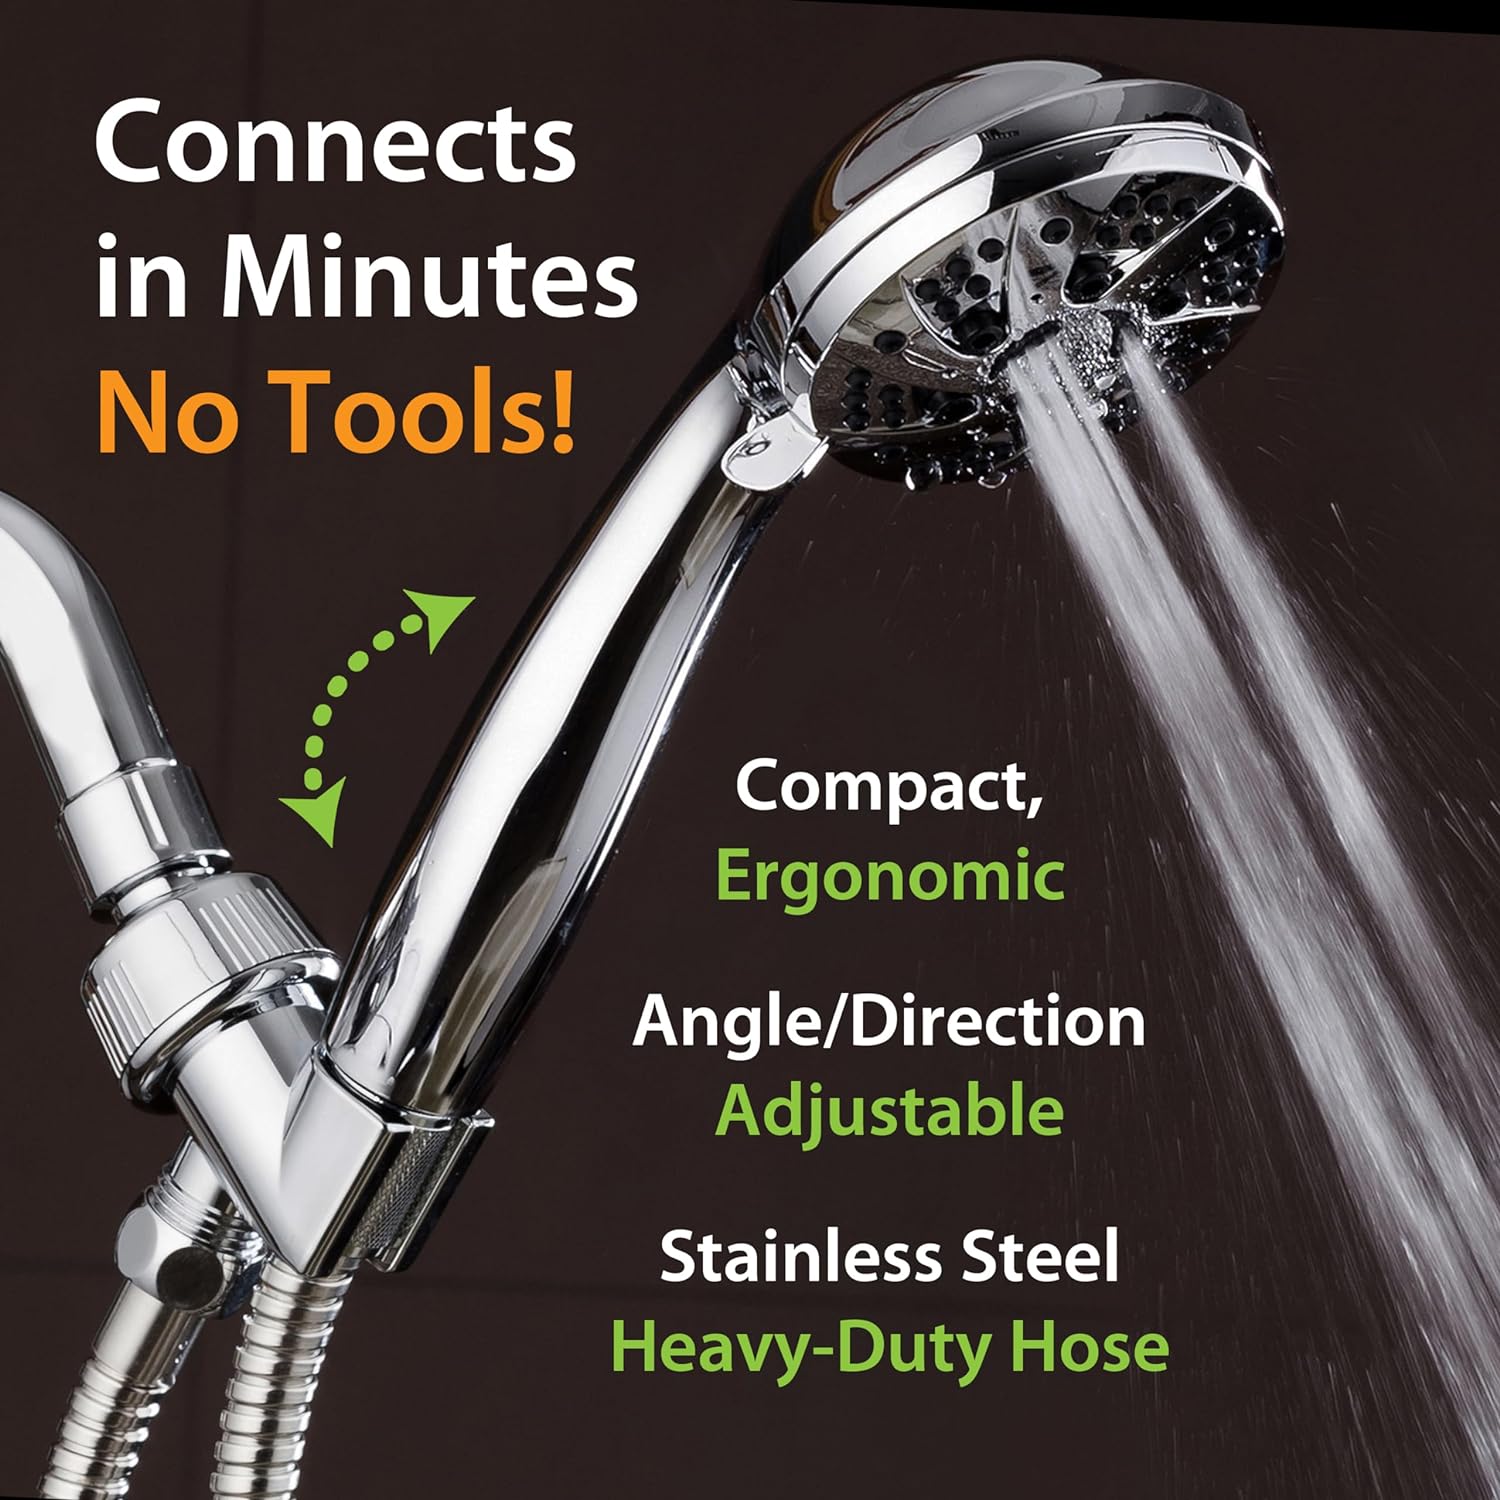 Connects
in Minutes
No Tools!
Compact,
Ergonomic
Angle/Direction
Adjustable
Stainless Steel
Heavy-Duty Hose